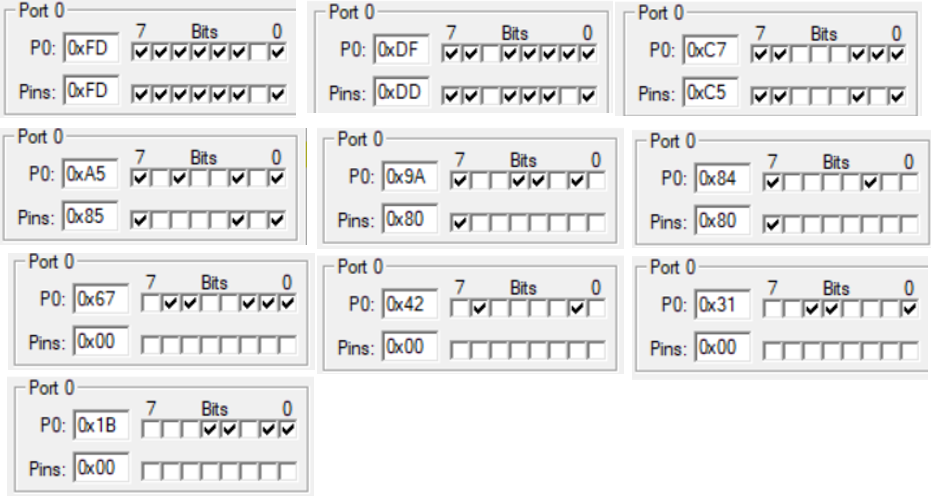 Port 0
7 Bits 0
P0: 0xFD
Pins: 0xFD
Port 0
7 Bits 0
P0: 0xDF
Pins: 0xDD
Port 0
7 Bits 0
P0: 0xC7
Pins: 0xC5
Port 0
7 Bits 0
P0: 0xA5
Pins: 0x85
Port 0
7 Bits 0
P0: 0x9A
Pins: 0x80
Port 0
7 Bits 0
P0: 0x84
Pins: 0x80
Port 0
7 Bits 0
P0: 0x67
Pins: 0x00
Port 0
7 Bits 0
P0: 0x42
Pins: 0x00
Port 0
7 Bits 0
P0: 0x31
Pins: 0x00
Port 0
7 Bits 0
P0: 0x1B
Pins: 0x00